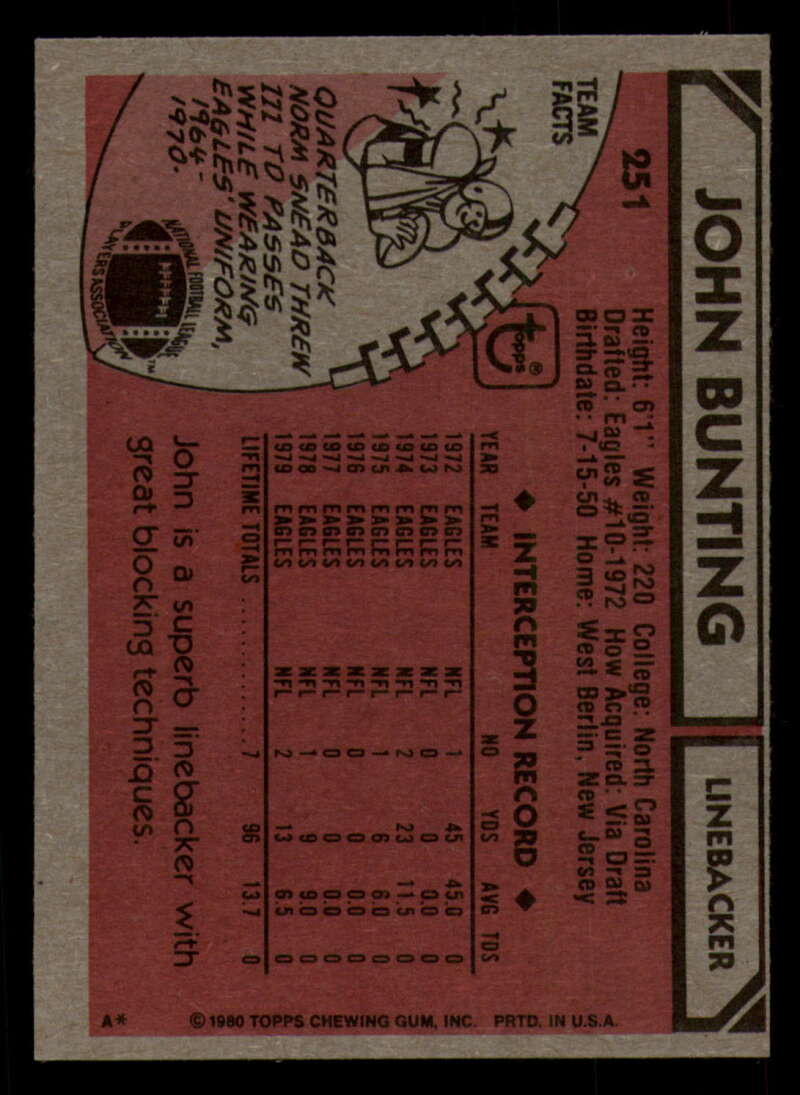 JOHN BUNTING
LINEBACKER
251
Height: 6'1" Weight: 220 College: North Carolina
Drafted: Eagles #10-1972 How Acquired: Via Draft
Birthdate: 7-15-50 Home: West Berlin, New Jersey
TEAM
FACTS
QUARTERBACK
NORM SNEAD THREW
111 TD PASSES
WHILE WEARING
EAGLES' UNIFORM,
1964-
1970.
NATIONAL FOOTBALL LEAGUE
PLAYERS ASSOCIATION
TM
topps®
◆ INTERCEPTION RECORD ◆
YEAR TEAM NO YDS AVG TDS
1972 EAGLES NFL 1 45 45.0 0
1973 EAGLES NFL 0 0 0.0 0
1974 EAGLES NFL 2 23 11.5 0
1975 EAGLES NFL 1 6 6.0 0
1976 EAGLES NFL 0 0 0.0 0
1977 EAGLES NFL 0 0 0.0 0
1978 EAGLES NFL 1 9 9.0 0
1979 EAGLES NFL 2 13 6.5 0
LIFETIME TOTALS ............ 7 96 13.7 0
John is a superb linebacker with
great blocking techniques.
A* © 1980 TOPPS CHEWING GUM, INC. PRTD. IN U.S.A.